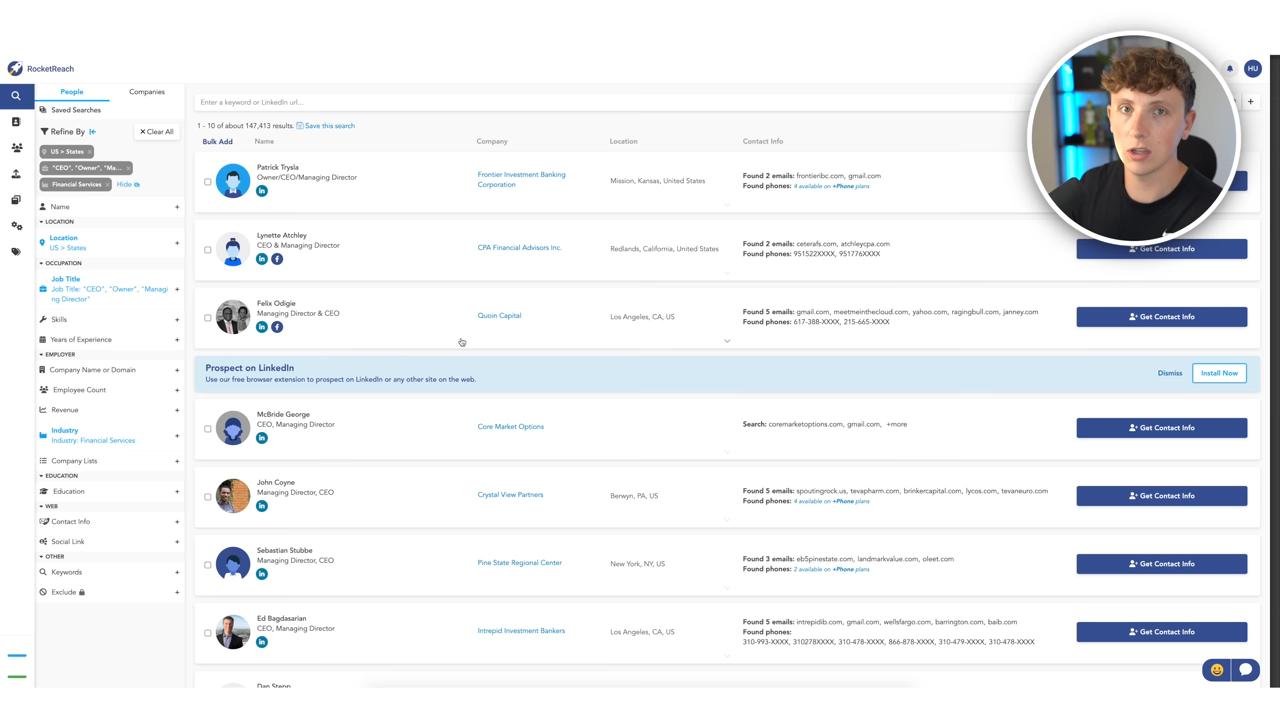 RocketReach
HU
People
Companies
Saved Searches
Refine By
Clear All
US > States
"CEO", "Owner", "Ma...
Financial Services
Hide
Name
LOCATION
Location
US > States
OCCUPATION
Job Title
Job Title: "CEO", "Owner", "Managi
ng Director"
Skills
Years of Experience
EMPLOYER
Company Name or Domain
Employee Count
Revenue
Industry
Industry: Financial Services
Company Lists
EDUCATION
Education
WEB
Contact Info
Social Link
OTHER
Keywords
Exclude
Enter a keyword or LinkedIn url...
1 - 10 of about 147,413 results. Save this search
Bulk Add Name Company Location Contact Info
Patrick Trysla
Owner/CEO/Managing Director
Frontier Investment Banking
Corporation
Mission, Kansas, United States
Found 2 emails: frontieribc.com, gmail.com
Found phones: 4 available on +Phone plans
Lynette Atchley
CEO & Managing Director
CPA Financial Advisors Inc.
Redlands, California, United States
Found 2 emails: ceterafs.com, atchleycpa.com
Found phones: 951522XXXX, 951776XXXX
Get Contact Info
Felix Odigie
Managing Director & CEO
Quoin Capital
Los Angeles, CA, US
Found 5 emails: gmail.com, meetmeinthecloud.com, yahoo.com, ragingbull.com, janney.com
Found phones: 617-388-XXXX, 215-665-XXXX
Get Contact Info
Prospect on LinkedIn
Use our free browser extension to prospect on LinkedIn or any other site on the web.
Dismiss
Install Now
McBride George
CEO, Managing Director
Core Market Options
Search: coremarketoptions.com, gmail.com, +more
Get Contact Info
John Coyne
Managing Director, CEO
Crystal View Partners
Berwyn, PA, US
Found 5 emails: spoutingrock.us, tevapharm.com, brinkercapital.com, lycos.com, tevaneuro.com
Found phones: 4 available on +Phone plans
Get Contact Info
Sebastian Stubbe
Managing Director, CEO
Pine State Regional Center
New York, NY, US
Found 3 emails: eb5pinestate.com, landmarkvalue.com, oleet.com
Found phones: 2 available on +Phone plans
Get Contact Info
Ed Bagdasarian
CEO, Managing Director
Intrepid Investment Bankers
Los Angeles, CA, US
Found 5 emails: intrepidib.com, gmail.com, wellsfargo.com, barrington.com, baib.com
Found phones:
310-993-XXXX, 310278XXXX, 310-478-XXXX, 866-878-XXXX, 310-479-XXXX, 310-478-XXXX
Get Contact Info
Dan Stepp